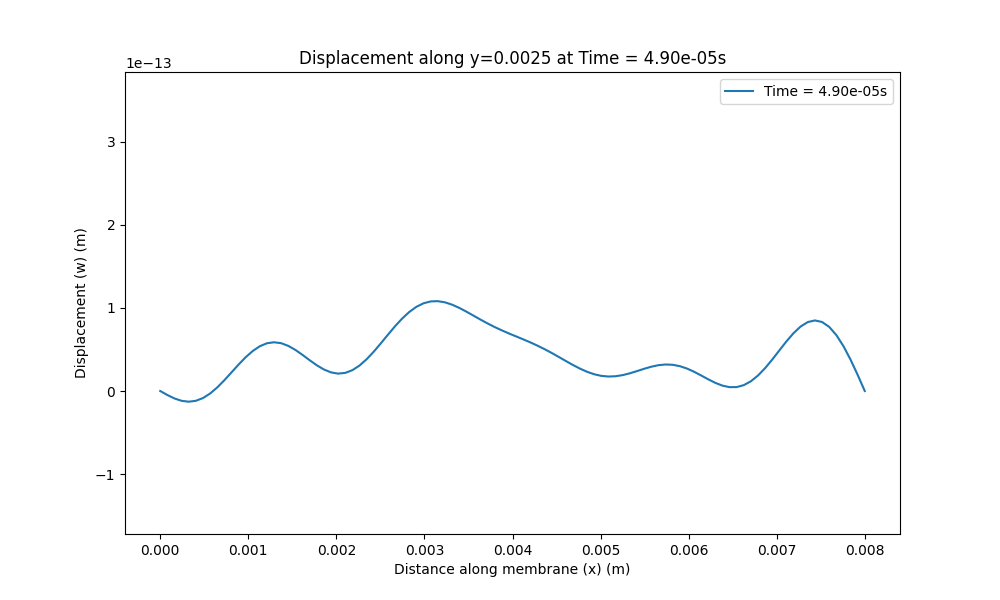 Displacement along y=0.0025 at Time = 4.90e-05s
1e−13
Time = 4.90e-05s
3
2
1
0
−1
Displacement (w) (m)
0.000 0.001 0.002 0.003 0.004 0.005 0.006 0.007 0.008
Distance along membrane (x) (m)